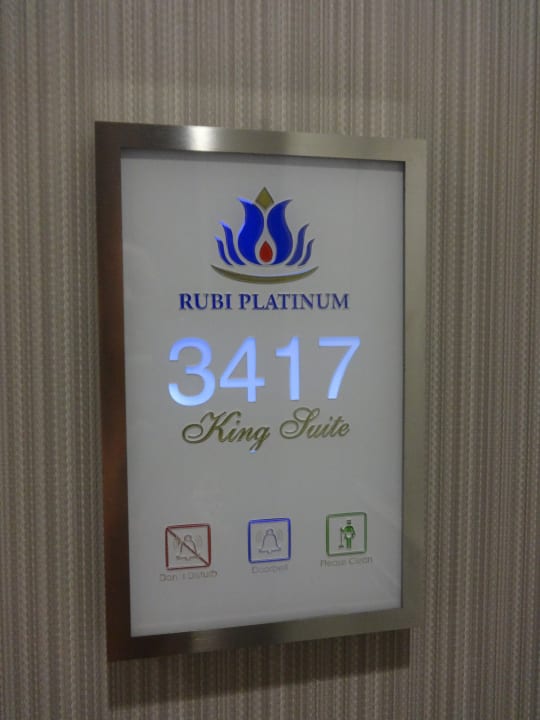 RUBI PLATINUM
3417
King Suite
Don't Disturb
Doorbell
Please Clean